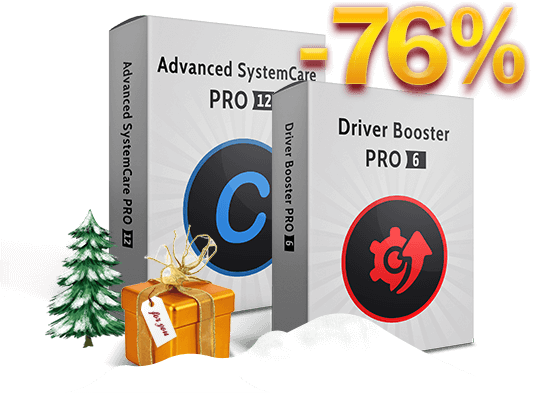 -76%
Advanced SystemCare
PRO 12
Advanced SystemCare PRO 12
C
Driver Booster
PRO 6
Driver Booster PRO 6
for you